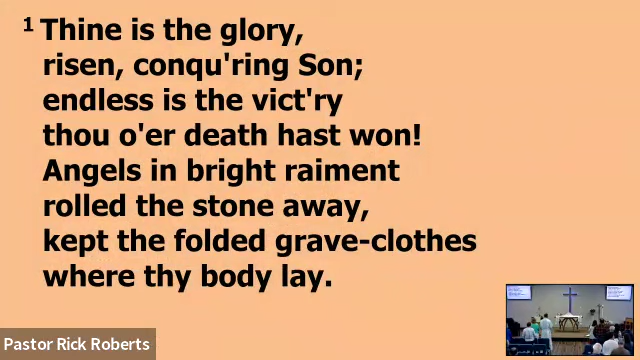 1 Thine is the glory,
risen, conqu'ring Son;
endless is the vict'ry
thou o'er death hast won!
Angels in bright raiment
rolled the stone away,
kept the folded grave-clothes
where thy body lay.
Pastor Rick Roberts